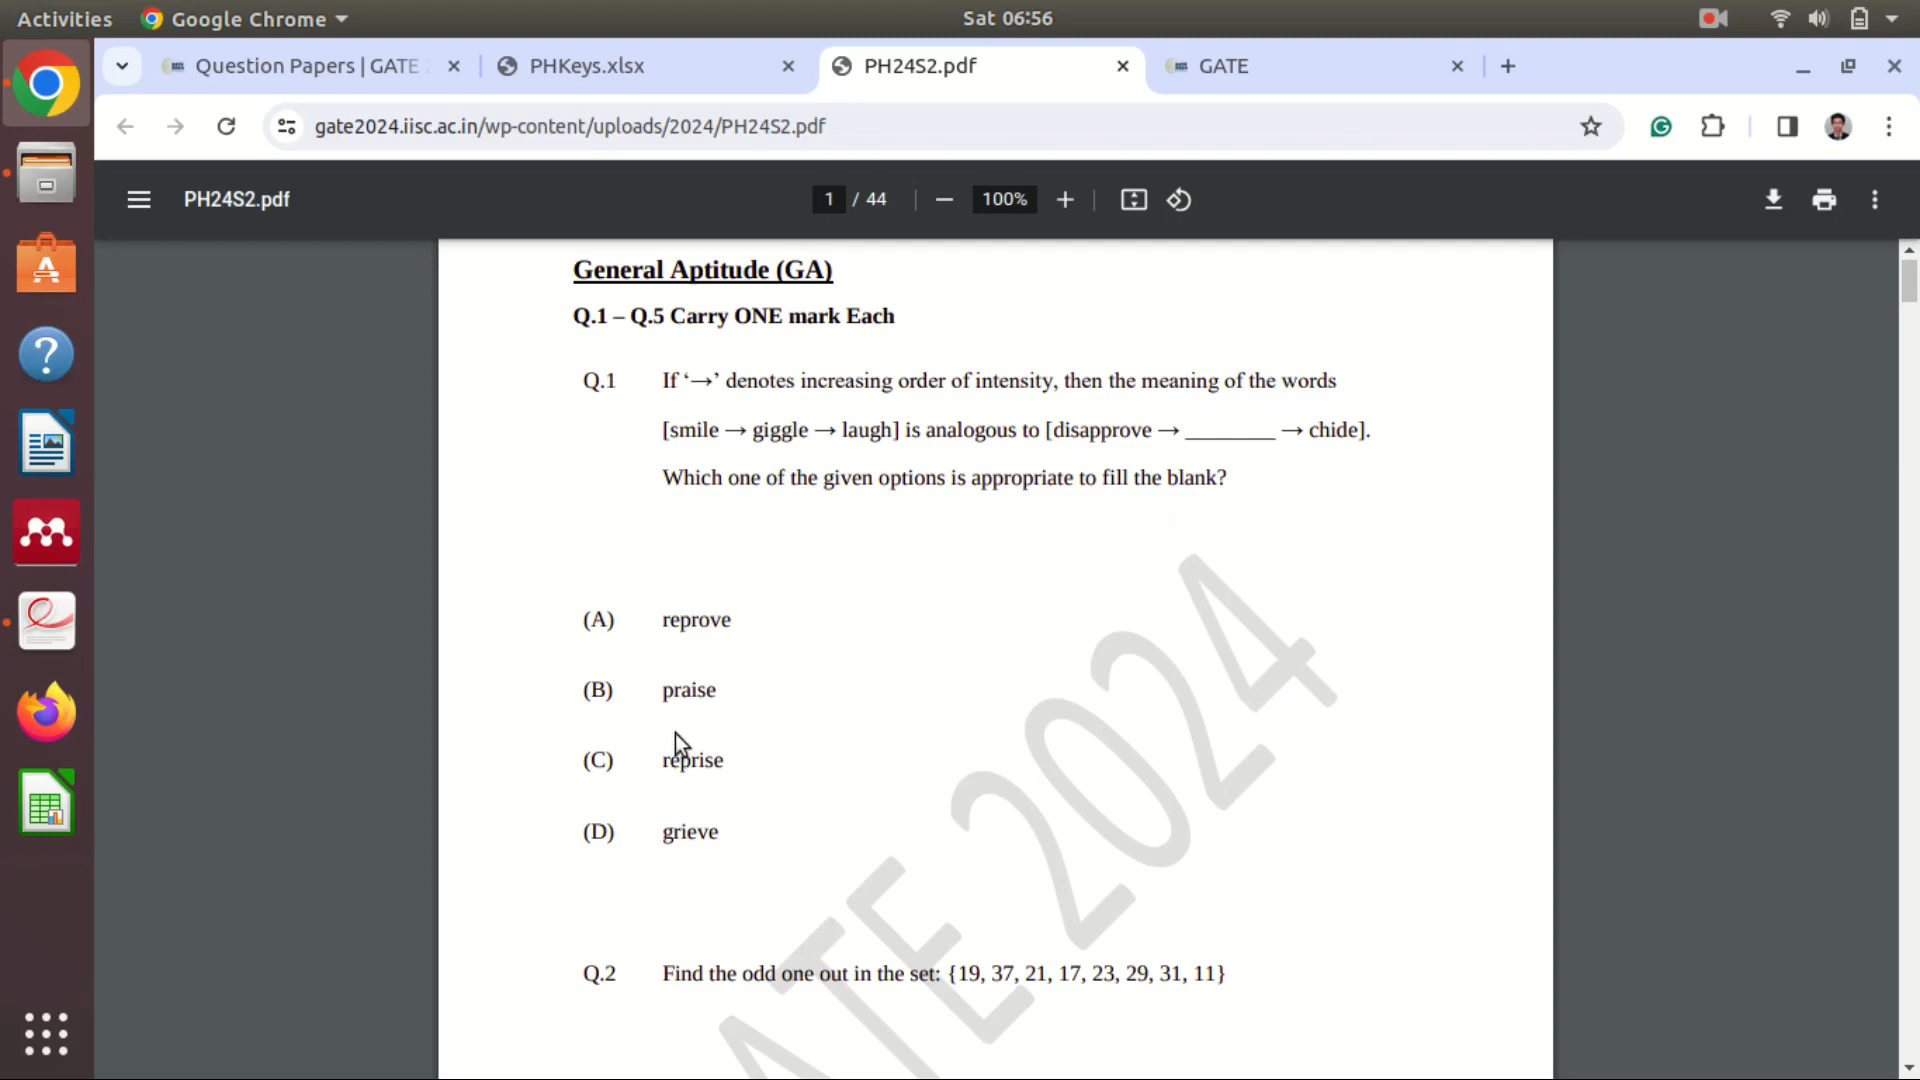 Activities Google Chrome Sat 06:56
Question Papers | GATE PHKeys.xlsx PH24S2.pdf GATE
gate2024.iisc.ac.in/wp-content/uploads/2024/PH24S2.pdf
PH24S2.pdf 1 / 44 100%
General Aptitude (GA)
Q.1 – Q.5 Carry ONE mark Each
Q.1 If ‘→’ denotes increasing order of intensity, then the meaning of the words
[smile → giggle → laugh] is analogous to [disapprove → ________ → chide].
Which one of the given options is appropriate to fill the blank?
(A) reprove
(B) praise
(C) reprise
(D) grieve
Q.2 Find the odd one out in the set: {19, 37, 21, 17, 23, 29, 31, 11}
GATE 2024